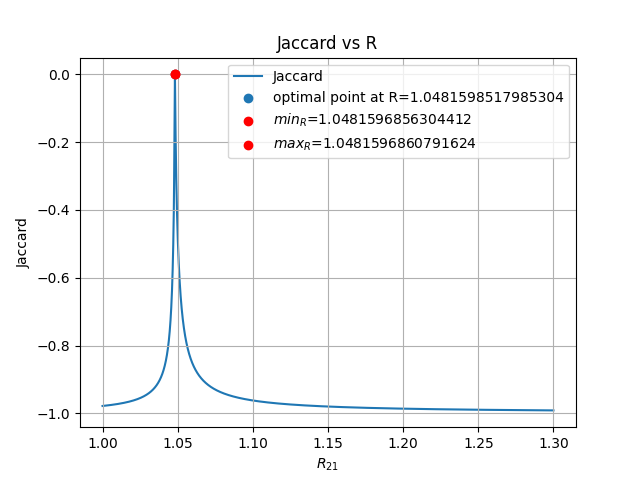 Jaccard vs R
Jaccard
optimal point at R=1.0481598517985304
min_R=1.0481596856304412
max_R=1.0481596860791624
0.0
−0.2
−0.4
−0.6
−0.8
−1.0
Jaccard
1.00 1.05 1.10 1.15 1.20 1.25 1.30
R_21